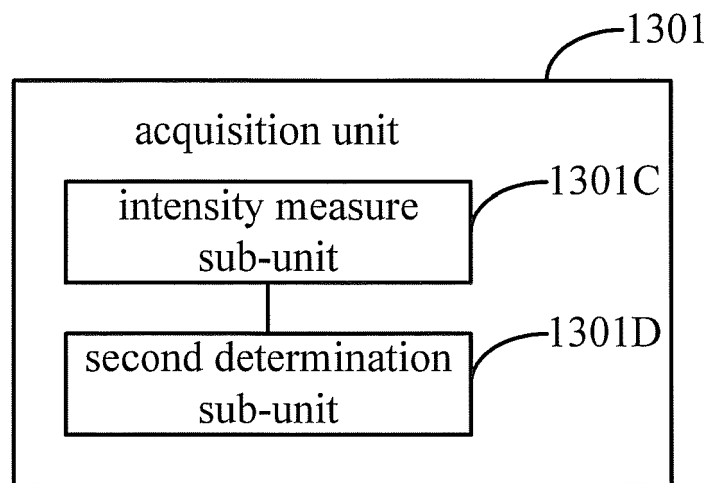 1301
acquisition unit
1301C
intensity measure
sub-unit
1301D
second determination
sub-unit